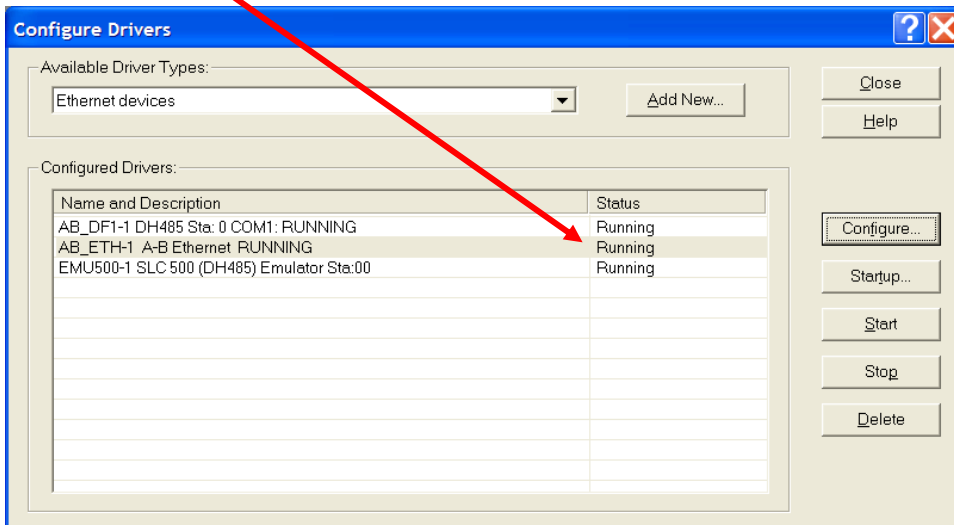 Configure Drivers
Available Driver Types:
Ethernet devices
Add New...
Close
Help
Configured Drivers:
Name and Description Status
AB_DF1-1 DH485 Sta: 0 COM1: RUNNING Running
AB_ETH-1 A-B Ethernet RUNNING Running
EMU500-1 SLC 500 (DH485) Emulator Sta:00 Running
Configure...
Startup...
Start
Stop
Delete